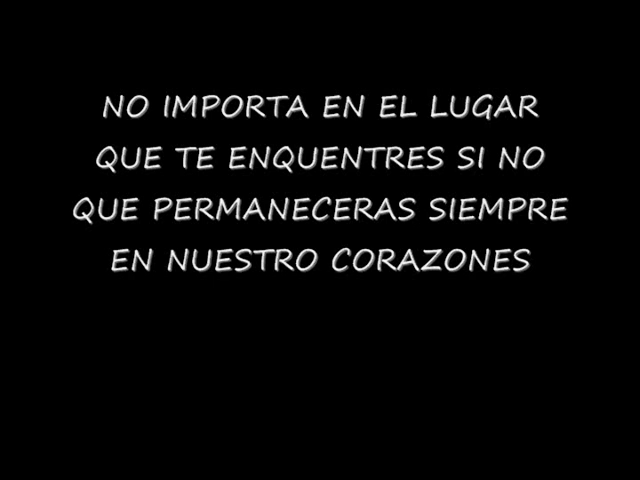 NO IMPORTA EN EL LUGAR
QUE TE ENQUENTRES SI NO
QUE PERMANECERAS SIEMPRE
EN NUESTRO CORAZONES